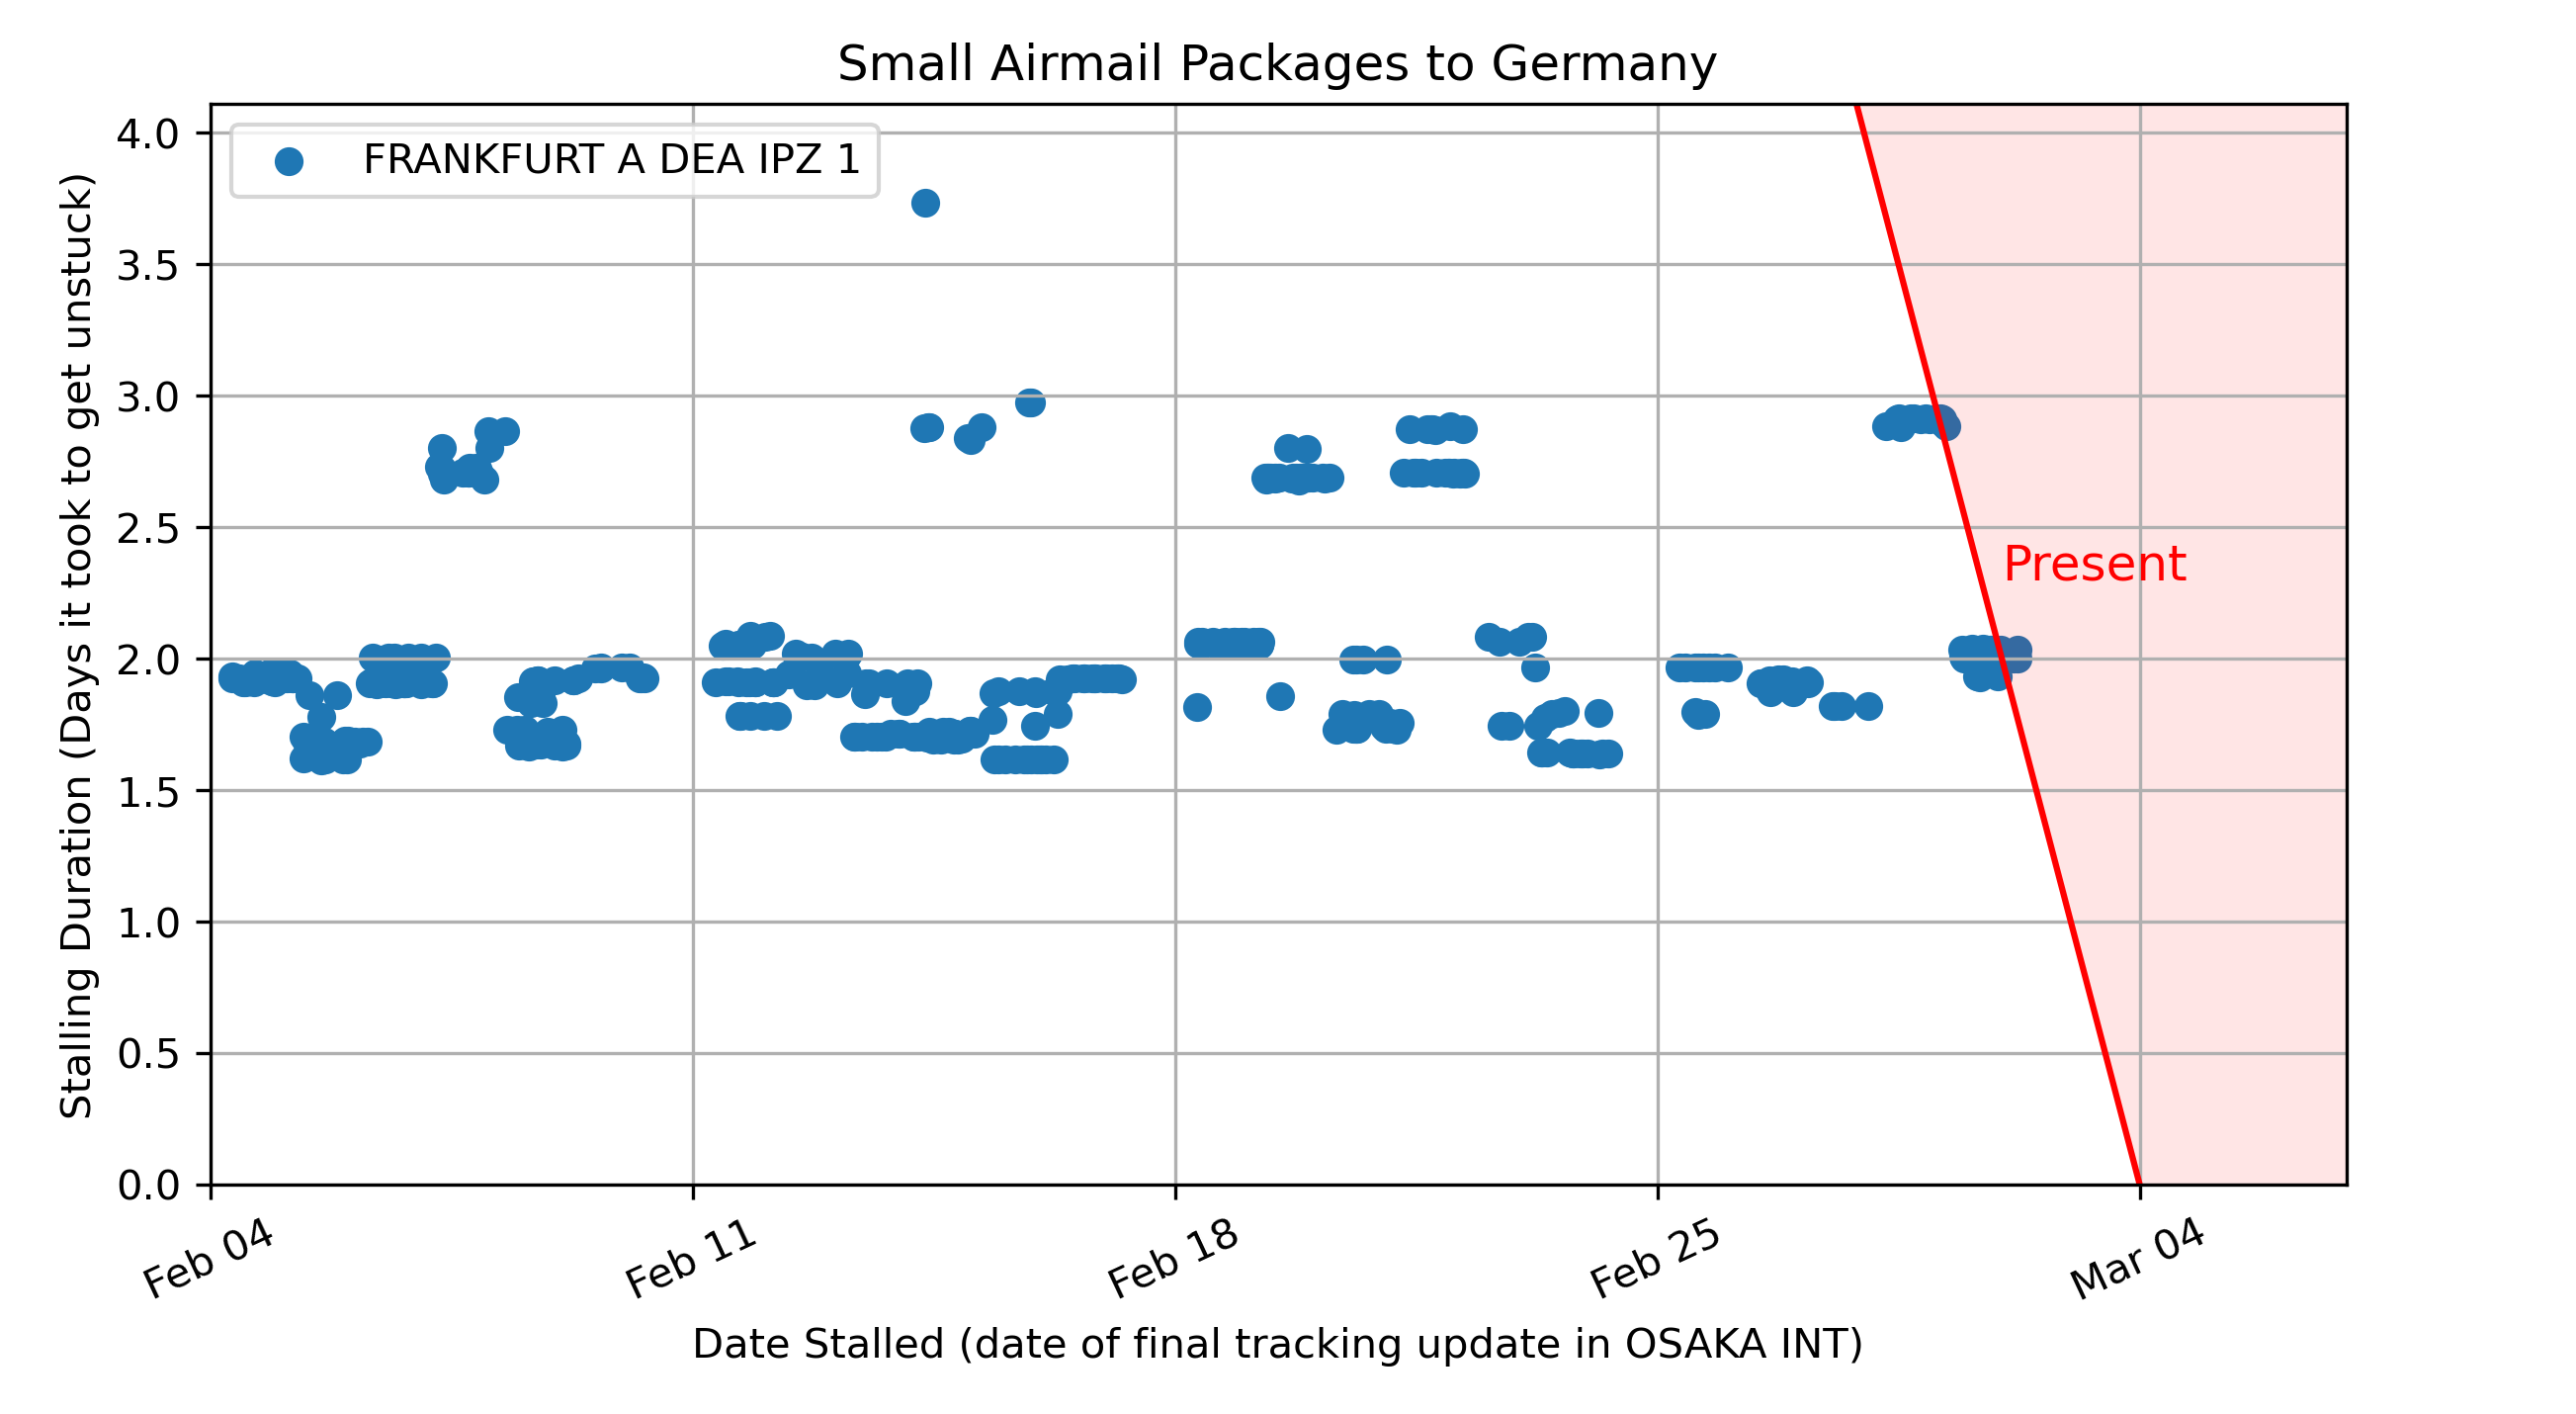 Small Airmail Packages to Germany
FRANKFURT A DEA IPZ 1
Stalling Duration (Days it took to get unstuck)
4.0
3.5
3.0
2.5
2.0
1.5
1.0
0.5
0.0
Present
Feb 04
Feb 11
Feb 18
Feb 25
Mar 04
Date Stalled (date of final tracking update in OSAKA INT)